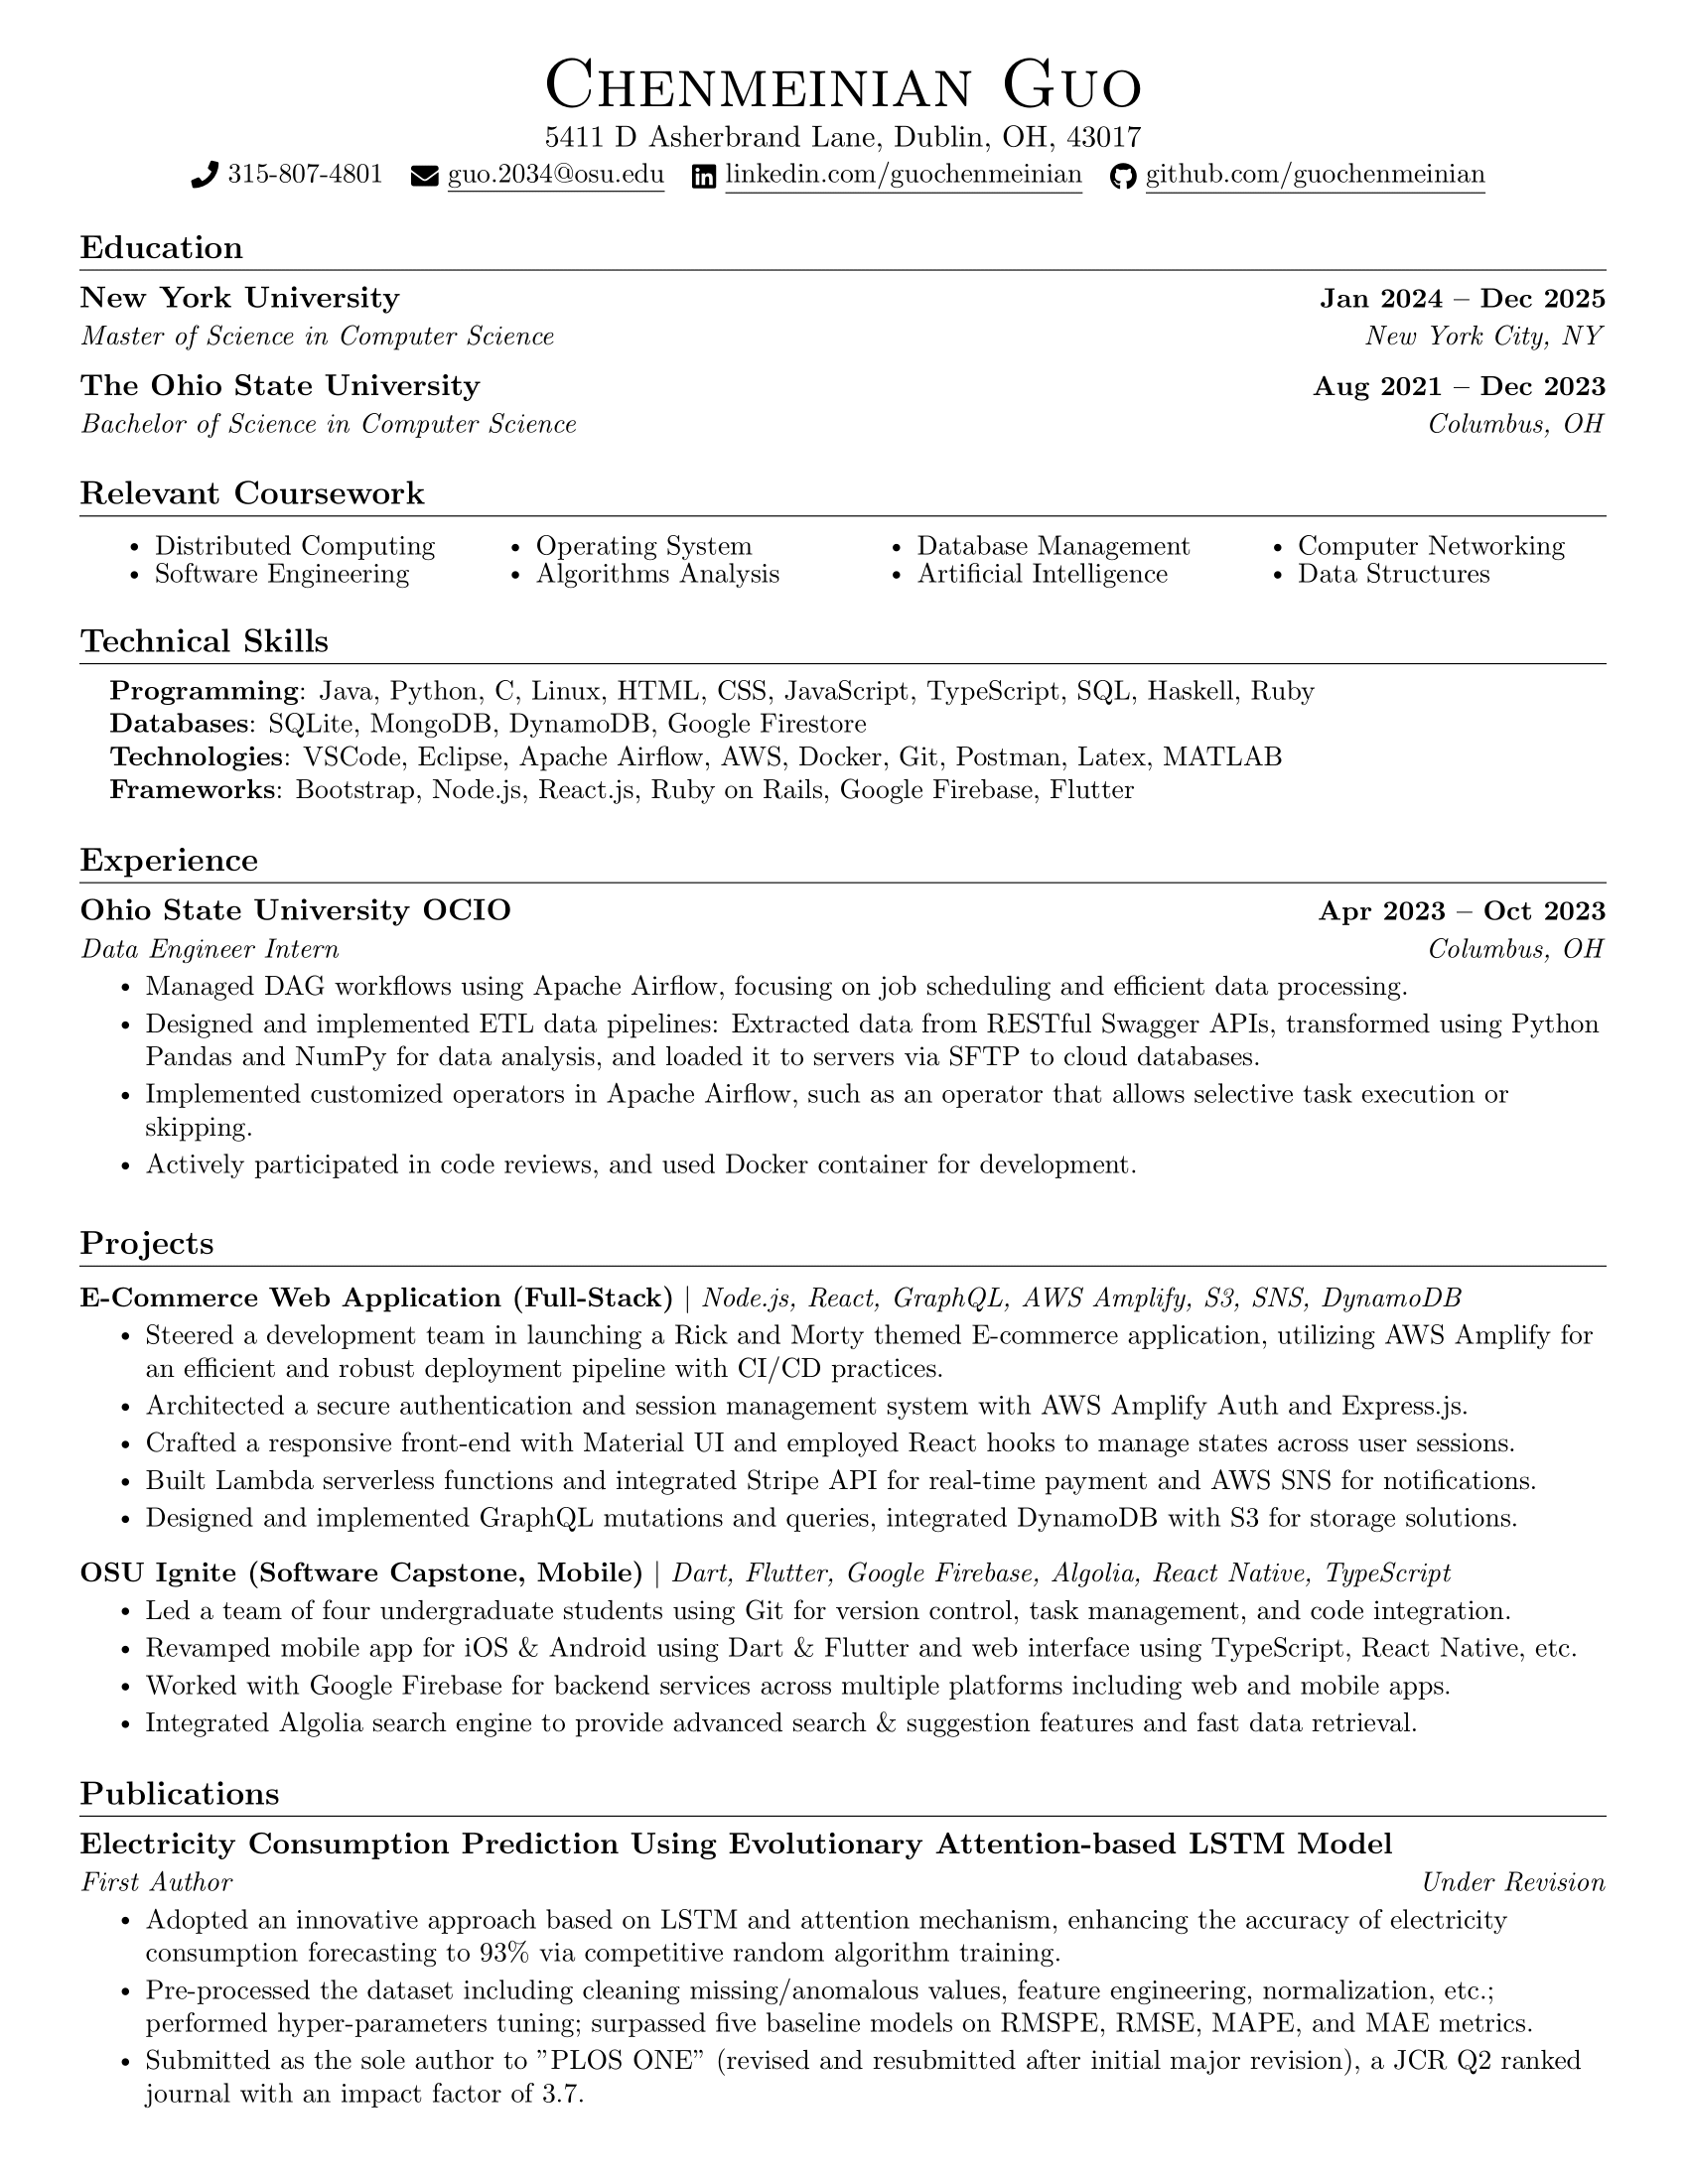 Chenmeinian Guo
5411 D Asherbrand Lane, Dublin, OH, 43017
315-807-4801 guo.2034@osu.edu linkedin.com/guochenmeinian github.com/guochenmeinian
Education
New York University Jan 2024 – Dec 2025
Master of Science in Computer Science New York City, NY
The Ohio State University Aug 2021 – Dec 2023
Bachelor of Science in Computer Science Columbus, OH
Relevant Coursework
• Distributed Computing • Operating System • Database Management • Computer Networking
• Software Engineering • Algorithms Analysis • Artificial Intelligence • Data Structures
Technical Skills
Programming: Java, Python, C, Linux, HTML, CSS, JavaScript, TypeScript, SQL, Haskell, Ruby
Databases: SQLite, MongoDB, DynamoDB, Google Firestore
Technologies: VSCode, Eclipse, Apache Airflow, AWS, Docker, Git, Postman, Latex, MATLAB
Frameworks: Bootstrap, Node.js, React.js, Ruby on Rails, Google Firebase, Flutter
Experience
Ohio State University OCIO Apr 2023 – Oct 2023
Data Engineer Intern Columbus, OH
• Managed DAG workflows using Apache Airflow, focusing on job scheduling and efficient data processing.
• Designed and implemented ETL data pipelines: Extracted data from RESTful Swagger APIs, transformed using Python
Pandas and NumPy for data analysis, and loaded it to servers via SFTP to cloud databases.
• Implemented customized operators in Apache Airflow, such as an operator that allows selective task execution or
skipping.
• Actively participated in code reviews, and used Docker container for development.
Projects
E-Commerce Web Application (Full-Stack) | Node.js, React, GraphQL, AWS Amplify, S3, SNS, DynamoDB
• Steered a development team in launching a Rick and Morty themed E-commerce application, utilizing AWS Amplify for
an efficient and robust deployment pipeline with CI/CD practices.
• Architected a secure authentication and session management system with AWS Amplify Auth and Express.js.
• Crafted a responsive front-end with Material UI and employed React hooks to manage states across user sessions.
• Built Lambda serverless functions and integrated Stripe API for real-time payment and AWS SNS for notifications.
• Designed and implemented GraphQL mutations and queries, integrated DynamoDB with S3 for storage solutions.
OSU Ignite (Software Capstone, Mobile) | Dart, Flutter, Google Firebase, Algolia, React Native, TypeScript
• Led a team of four undergraduate students using Git for version control, task management, and code integration.
• Revamped mobile app for iOS & Android using Dart & Flutter and web interface using TypeScript, React Native, etc.
• Worked with Google Firebase for backend services across multiple platforms including web and mobile apps.
• Integrated Algolia search engine to provide advanced search & suggestion features and fast data retrieval.
Publications
Electricity Consumption Prediction Using Evolutionary Attention-based LSTM Model
First Author Under Revision
• Adopted an innovative approach based on LSTM and attention mechanism, enhancing the accuracy of electricity
consumption forecasting to 93% via competitive random algorithm training.
• Pre-processed the dataset including cleaning missing/anomalous values, feature engineering, normalization, etc.;
performed hyper-parameters tuning; surpassed five baseline models on RMSPE, RMSE, MAPE, and MAE metrics.
• Submitted as the sole author to ”PLOS ONE” (revised and resubmitted after initial major revision), a JCR Q2 ranked
journal with an impact factor of 3.7.